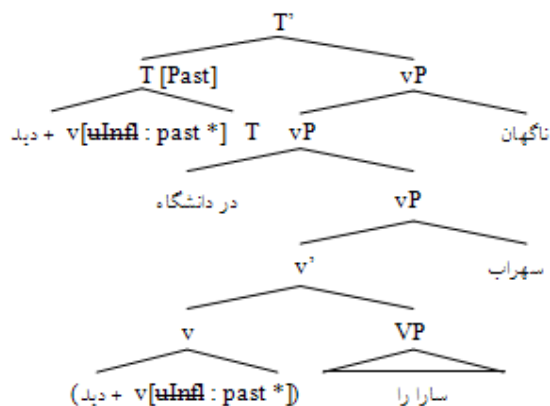 T’
T [Past] vP
دید + v[uInfl : past *] T vP ناگهان
در دانشگاه vP
v’ سهراب
v VP
(دید + v[uInfl : past *]) سارا را